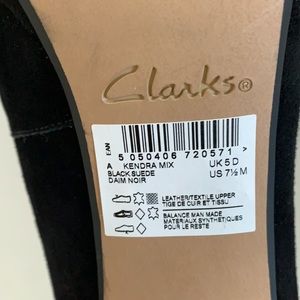 Clarks®
EAN
5 050406 720571 >
A KENDRA MIX UK 5 D
BLACK SUEDE
DAIM NOIR US 7½ M
LEATHER/TEXTILE UPPER
TIGE DE CUIR ET TISSU
BALANCE MAN MADE
MATERIAUX SYNTHETIQUES
POUR LE RESTE